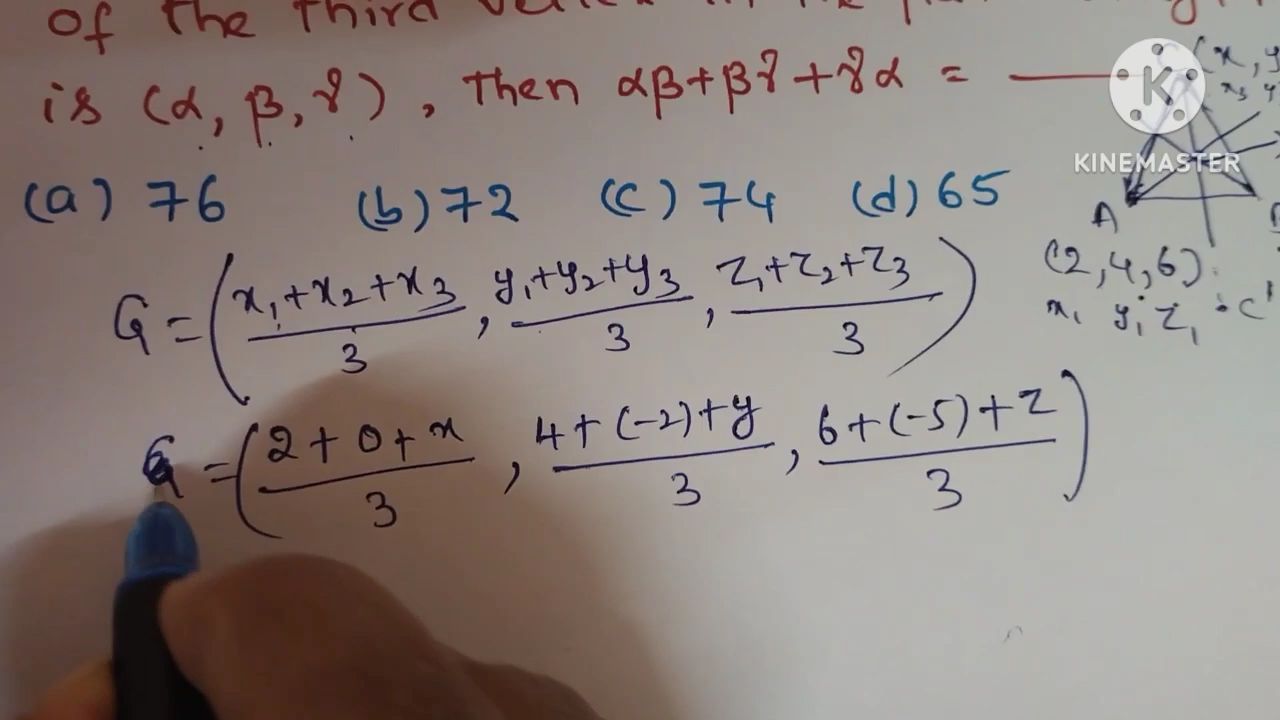 of the third
is (α, β, γ), then αβ+βγ+γα = ____
(a) 76 (b) 72 (c) 74 (d) 65
G = ( x₁+x₂+x₃ / 3 , y₁+y₂+y₃ / 3 , z₁+z₂+z₃ / 3 )
G = ( 2+0+x / 3 , 4+(-2)+y / 3 , 6+(-5)+z / 3 )
(x, y
x₃ y
K
KINEMASTER
A
(2,4,6)
x₁ y₁ z₁